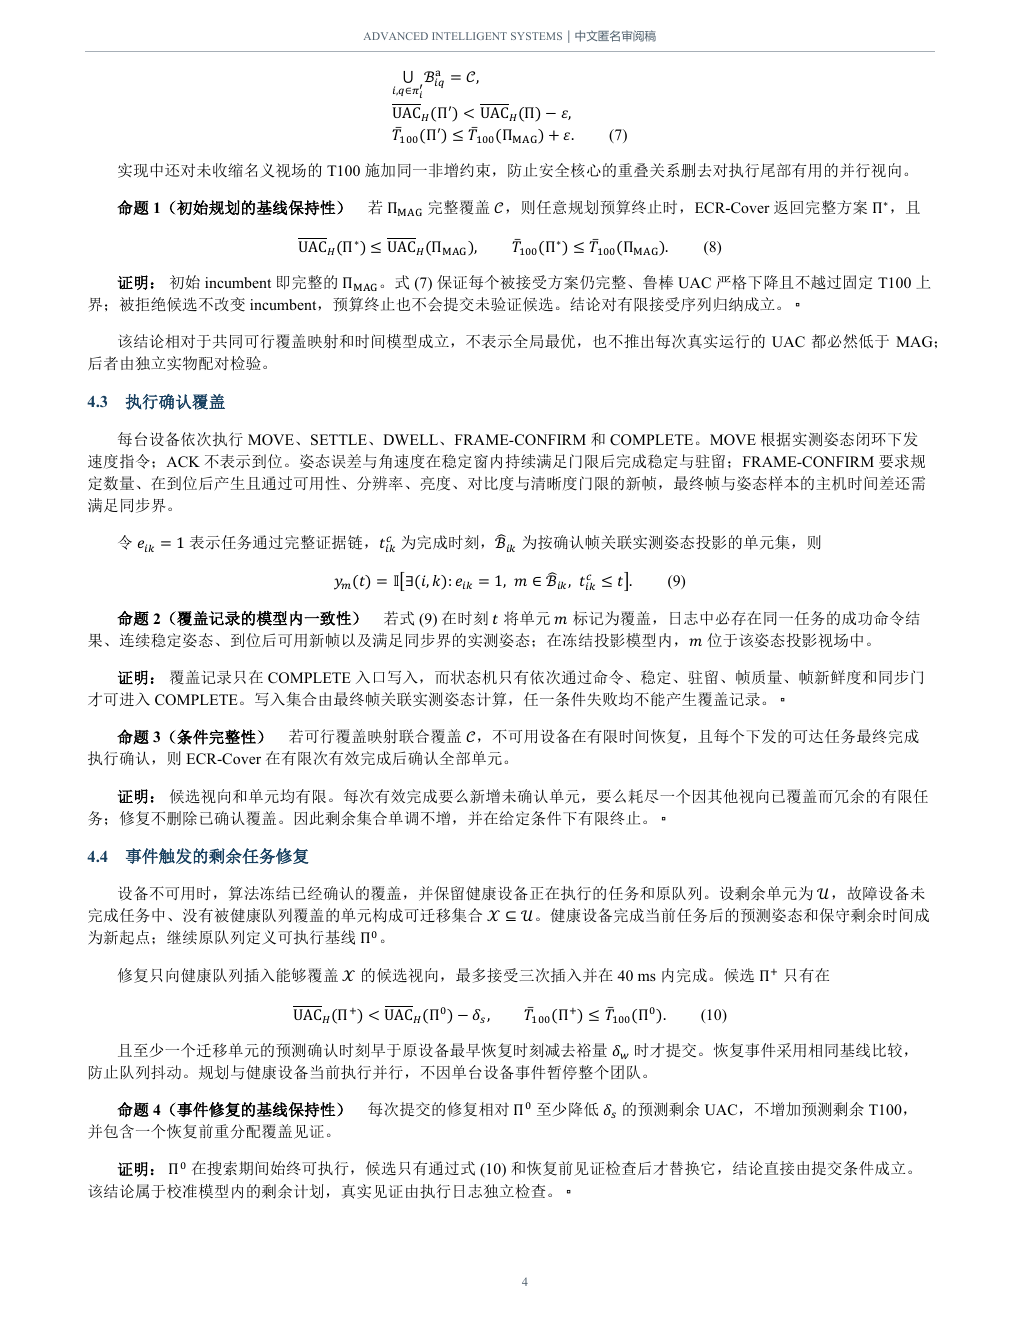 ADVANCED INTELLIGENT SYSTEMS | 中文匿名审阅稿
⋃_{i,q∈π′_i} ℬ^a_{iq} = 𝒞,
U̅A̅C̅_H(Π′) < U̅A̅C̅_H(Π) − ε,
T̄₁₀₀(Π′) ≤ T̄₁₀₀(Π_MAG) + ε. (7)
实现中还对未收缩名义视场的 T100 施加同一非增约束，防止安全核心的重叠关系删去对执行尾部有用的并行视向。
命题 1（初始规划的基线保持性） 若 Π_MAG 完整覆盖 𝒞，则任意规划预算终止时，ECR-Cover 返回完整方案 Π*，且
U̅A̅C̅_H(Π*) ≤ U̅A̅C̅_H(Π_MAG), T̄₁₀₀(Π*) ≤ T̄₁₀₀(Π_MAG). (8)
证明： 初始 incumbent 即完整的 Π_MAG。式 (7) 保证每个被接受方案仍完整、鲁棒 UAC 严格下降且不越过固定 T100 上
界；被拒绝候选不改变 incumbent，预算终止也不会提交未验证候选。结论对有限接受序列归纳成立。▫
该结论相对于共同可行覆盖映射和时间模型成立，不表示全局最优，也不推出每次真实运行的 UAC 都必然低于 MAG；
后者由独立实物配对检验。
4.3 执行确认覆盖
每台设备依次执行 MOVE、SETTLE、DWELL、FRAME-CONFIRM 和 COMPLETE。MOVE 根据实测姿态闭环下发
速度指令；ACK 不表示到位。姿态误差与角速度在稳定窗内持续满足门限后完成稳定与驻留；FRAME-CONFIRM 要求规
定数量、在到位后产生且通过可用性、分辨率、亮度、对比度与清晰度门限的新帧，最终帧与姿态样本的主机时间差还需
满足同步界。
令 e_{ik} = 1 表示任务通过完整证据链，t^c_{ik} 为完成时刻，ℬ̂_{ik} 为按确认帧关联实测姿态投影的单元集，则
y_m(t) = 𝕀[∃(i, k): e_{ik} = 1, m ∈ ℬ̂_{ik}, t^c_{ik} ≤ t]. (9)
命题 2（覆盖记录的模型内一致性） 若式 (9) 在时刻 t 将单元 m 标记为覆盖，日志中必存在同一任务的成功命令结
果、连续稳定姿态、到位后可用新帧以及满足同步界的实测姿态；在冻结投影模型内，m 位于该姿态投影视场中。
证明： 覆盖记录只在 COMPLETE 入口写入，而状态机只有依次通过命令、稳定、驻留、帧质量、帧新鲜度和同步门
才可进入 COMPLETE。写入集合由最终帧关联实测姿态计算，任一条件失败均不能产生覆盖记录。▫
命题 3（条件完整性） 若可行覆盖映射联合覆盖 𝒞，不可用设备在有限时间恢复，且每个下发的可达任务最终完成
执行确认，则 ECR-Cover 在有限次有效完成后确认全部单元。
证明： 候选视向和单元均有限。每次有效完成要么新增未确认单元，要么耗尽一个因其他视向已覆盖而冗余的有限任
务；修复不删除已确认覆盖。因此剩余集合单调不增，并在给定条件下有限终止。▫
4.4 事件触发的剩余任务修复
设备不可用时，算法冻结已经确认的覆盖，并保留健康设备正在执行的任务和原队列。设剩余单元为 𝒰，故障设备未
完成任务中、没有被健康队列覆盖的单元构成可迁移集合 𝒳 ⊆ 𝒰。健康设备完成当前任务后的预测姿态和保守剩余时间成
为新起点；继续原队列定义可执行基线 Π⁰。
修复只向健康队列插入能够覆盖 𝒳 的候选视向，最多接受三次插入并在 40 ms 内完成。候选 Π⁺ 只有在
U̅A̅C̅_H(Π⁺) < U̅A̅C̅_H(Π⁰) − δ_s, T̄₁₀₀(Π⁺) ≤ T̄₁₀₀(Π⁰). (10)
且至少一个迁移单元的预测确认时刻早于原设备最早恢复时刻减去裕量 δ_w 时才提交。恢复事件采用相同基线比较，
防止队列抖动。规划与健康设备当前执行并行，不因单台设备事件暂停整个团队。
命题 4（事件修复的基线保持性） 每次提交的修复相对 Π⁰ 至少降低 δ_s 的预测剩余 UAC，不增加预测剩余 T100，
并包含一个恢复前重分配覆盖见证。
证明： Π⁰ 在搜索期间始终可执行，候选只有通过式 (10) 和恢复前见证检查后才替换它，结论直接由提交条件成立。
该结论属于校准模型内的剩余计划，真实见证由执行日志独立检查。▫
4